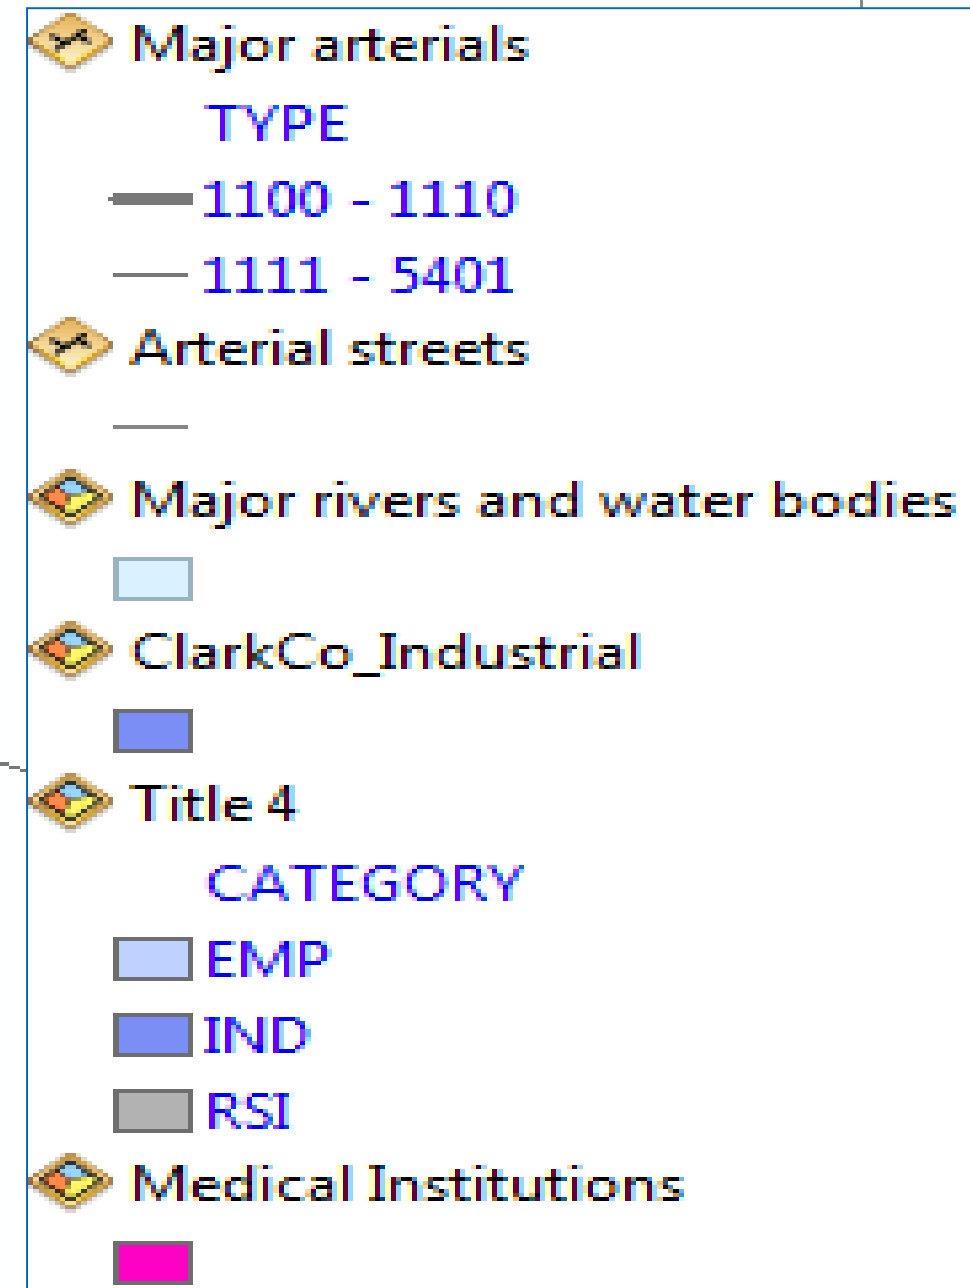 Major arterials
TYPE
1100 - 1110
1111 - 5401
Arterial streets
Major rivers and water bodies
ClarkCo_Industrial
Title 4
CATEGORY
EMP
IND
RSI
Medical Institutions